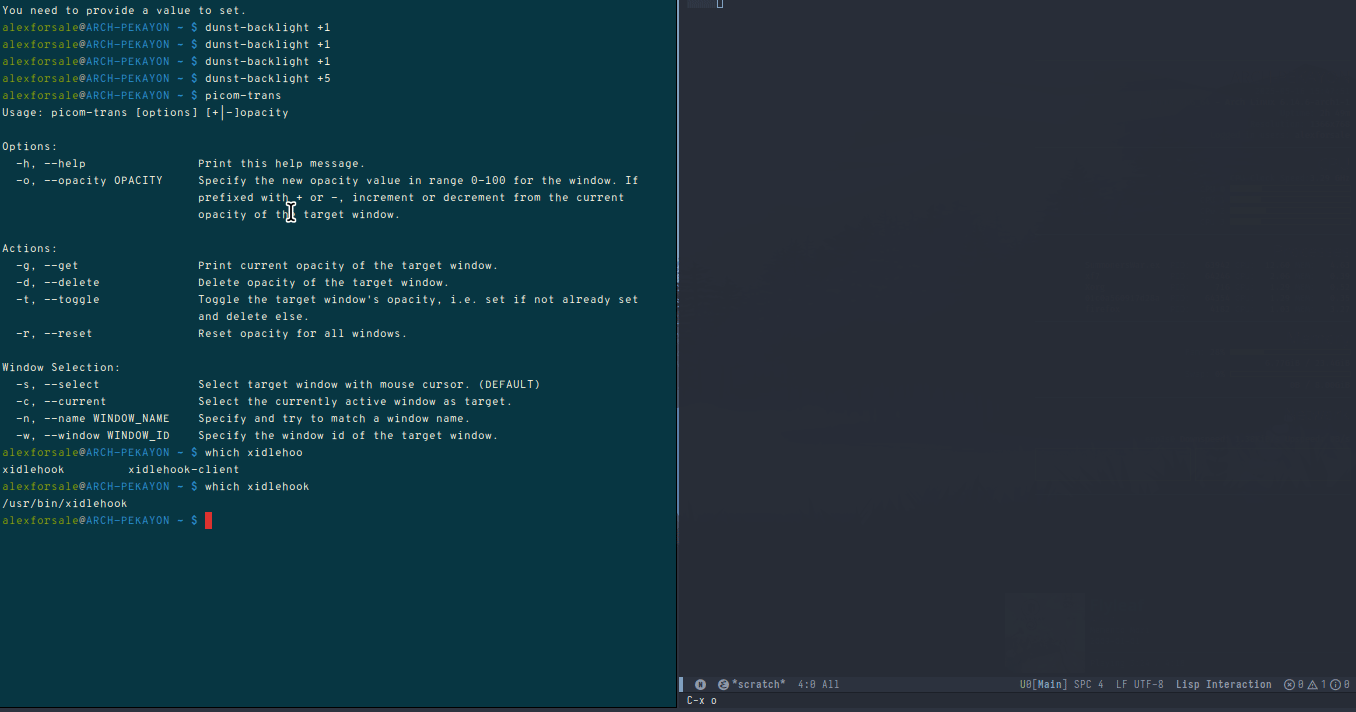 You need to provide a value to set.
alexforsale@ARCH-PEKAYON ~ $ dunst-backlight +1
alexforsale@ARCH-PEKAYON ~ $ dunst-backlight +1
alexforsale@ARCH-PEKAYON ~ $ dunst-backlight +1
alexforsale@ARCH-PEKAYON ~ $ dunst-backlight +5
alexforsale@ARCH-PEKAYON ~ $ picom-trans
Usage: picom-trans [options] [+|-]opacity
Options:
-h, --help Print this help message.
-o, --opacity OPACITY Specify the new opacity value in range 0-100 for the window. If
prefixed with + or -, increment or decrement from the current
opacity of the target window.
Actions:
-g, --get Print current opacity of the target window.
-d, --delete Delete opacity of the target window.
-t, --toggle Toggle the target window's opacity, i.e. set if not already set
and delete else.
-r, --reset Reset opacity for all windows.
Window Selection:
-s, --select Select target window with mouse cursor. (DEFAULT)
-c, --current Select the currently active window as target.
-n, --name WINDOW_NAME Specify and try to match a window name.
-w, --window WINDOW_ID Specify the window id of the target window.
alexforsale@ARCH-PEKAYON ~ $ which xidlehoo
xidlehook xidlehook-client
alexforsale@ARCH-PEKAYON ~ $ which xidlehook
/usr/bin/xidlehook
alexforsale@ARCH-PEKAYON ~ $
N *scratch* 4:0 All U0[Main] SPC 4 LF UTF-8 Lisp Interaction 0 1 0
C-x o